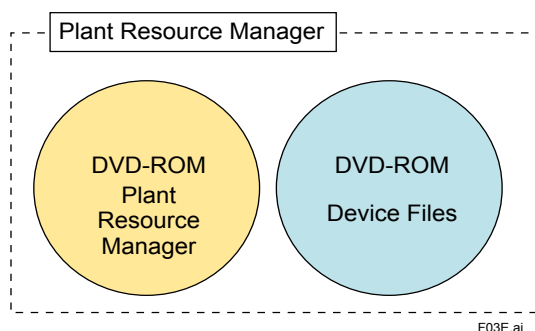 Plant Resource Manager
DVD-ROM
Plant
Resource
Manager
DVD-ROM
Device Files
F03E.ai